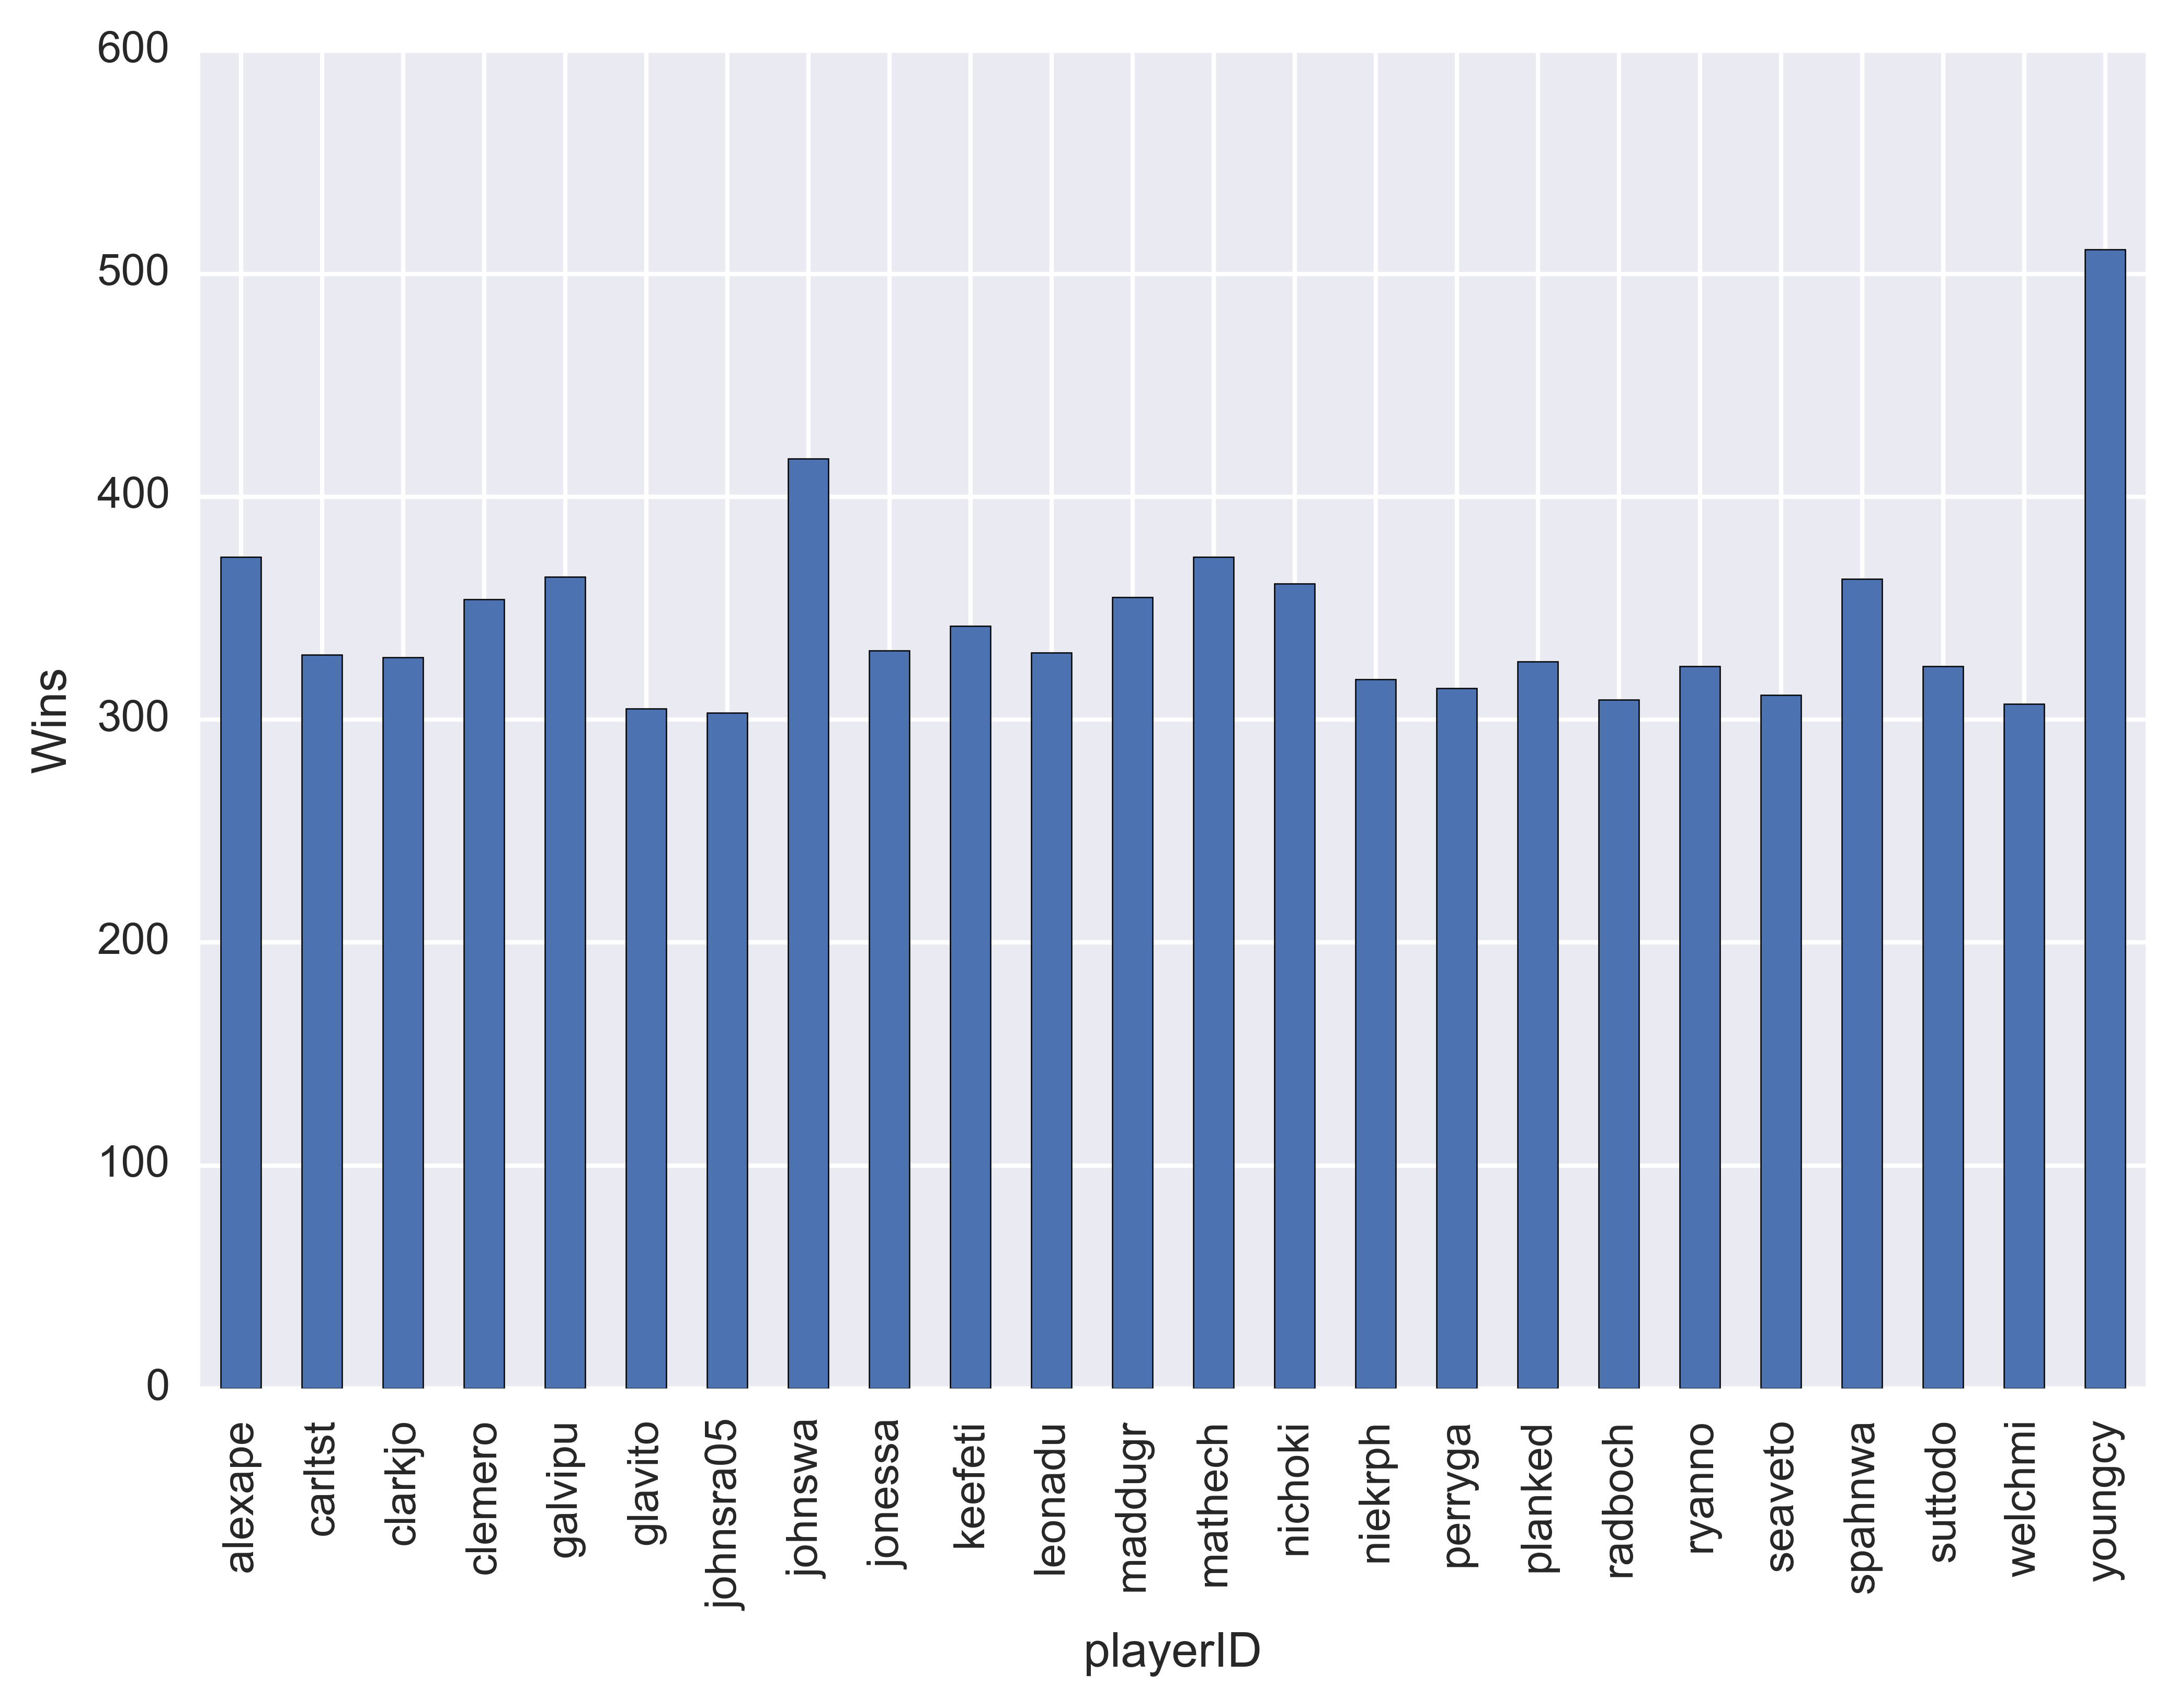 600
500
400
300
200
100
0
Wins
alexape
carltst
clarkjo
clemero
galvipu
glavito
johnsra05
johnswa
jonessa
keefeti
leonadu
maddugr
mathech
nichoki
niekrph
perryga
planked
radboch
ryanno
seaveto
spahnwa
suttodo
welchmi
youngcy
playerID